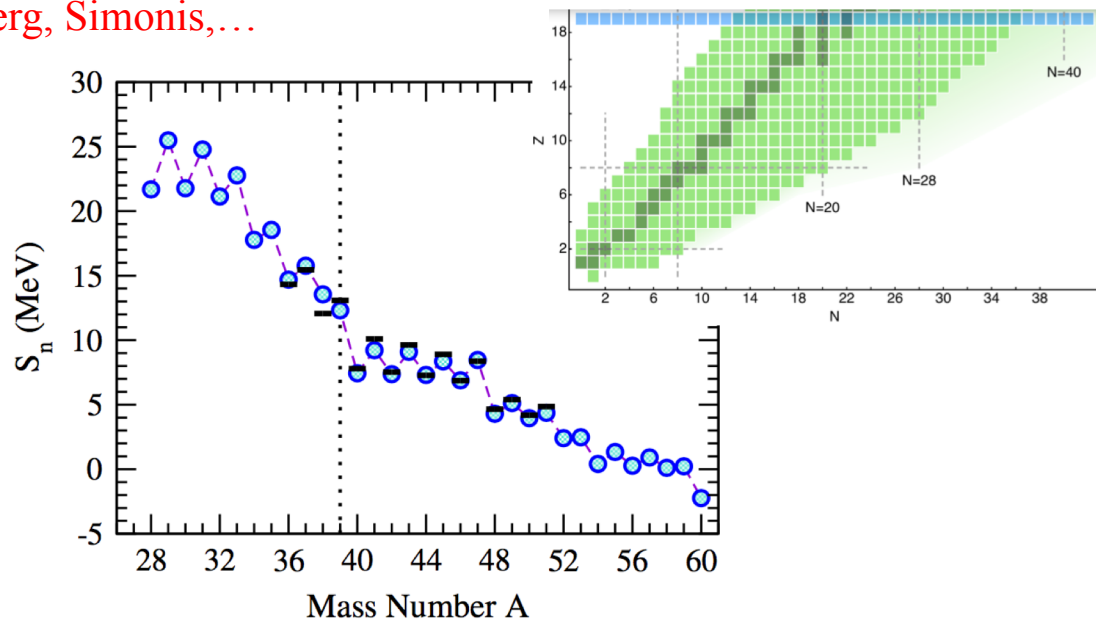 erg, Simonis,…
30
25
20
15
10
5
0
-5
S_n (MeV)
28 32 36 40 44 48 52 56 60
Mass Number A
18
14
10
6
2
Z
N=40
N=28
N=20
2 6 10 14 18 22 26 30 34 38
N